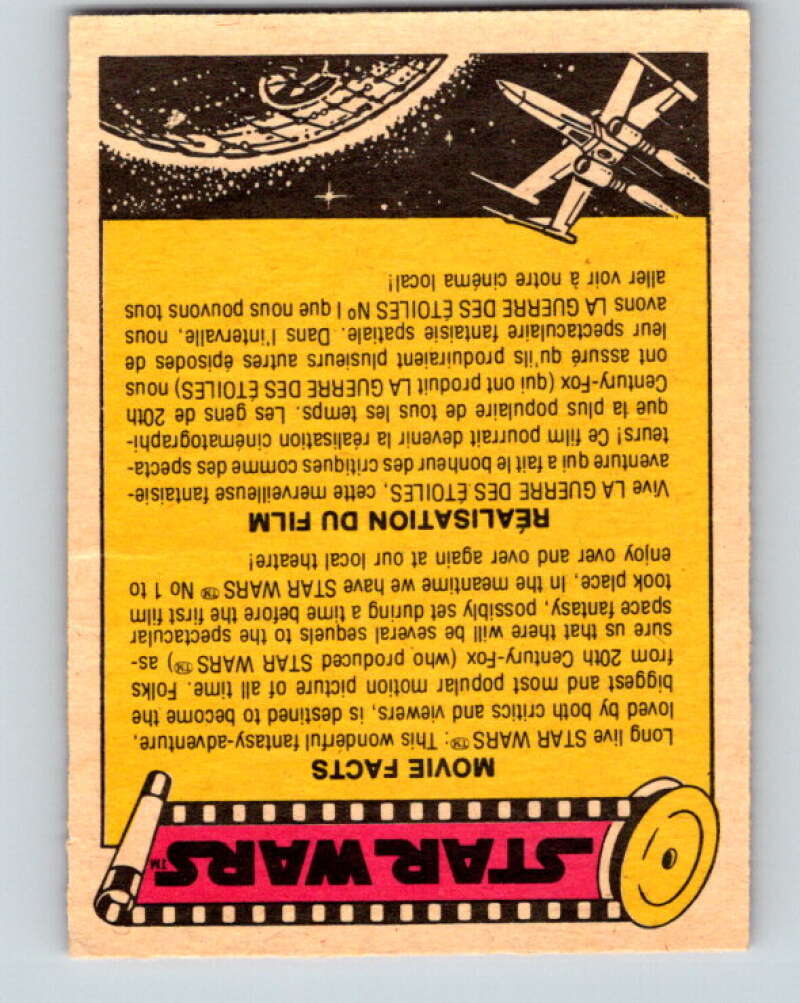 STAR WARS™
MOVIE FACTS
Long live STAR WARS™: This wonderful fantasy-adventure,
loved by both critics and viewers, is destined to become the
biggest and most popular motion picture of all time. Folks
from 20th Century-Fox (who produced STAR WARS™) as-
sure us that there will be several sequels to the spectacular
space fantasy, possibly set during a time before the first film
took place, in the meantime we have STAR WARS™ No 1 to
enjoy over and over and over again at our local theatre!
RÉALISATION DU FILM
Vive LA GUERRE DES ÉTOILES, cette merveilleuse fantaisie-
aventure qui a fait le bonheur des critiques comme des specta-
teurs! Ce film pourrait devenir la réalisation cinématographi-
que la plus populaire de tous les temps. Les gens de 20th
Century-Fox (qui ont produit LA GUERRE DES ÉTOILES) nous
ont assuré qu'ils produiraient plusieurs autres épisodes de
leur spectaculaire fantaisie spatiale. Dans l'intervalle, nous
avons LA GUERRE DES ÉTOILES Nº I que nous pouvons tous
aller voir à notre cinéma local!